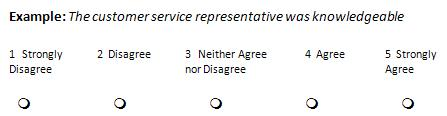 Example: The customer service representative was knowledgeable
1 Strongly Disagree
2 Disagree
3 Neither Agree nor Disagree
4 Agree
5 Strongly Agree